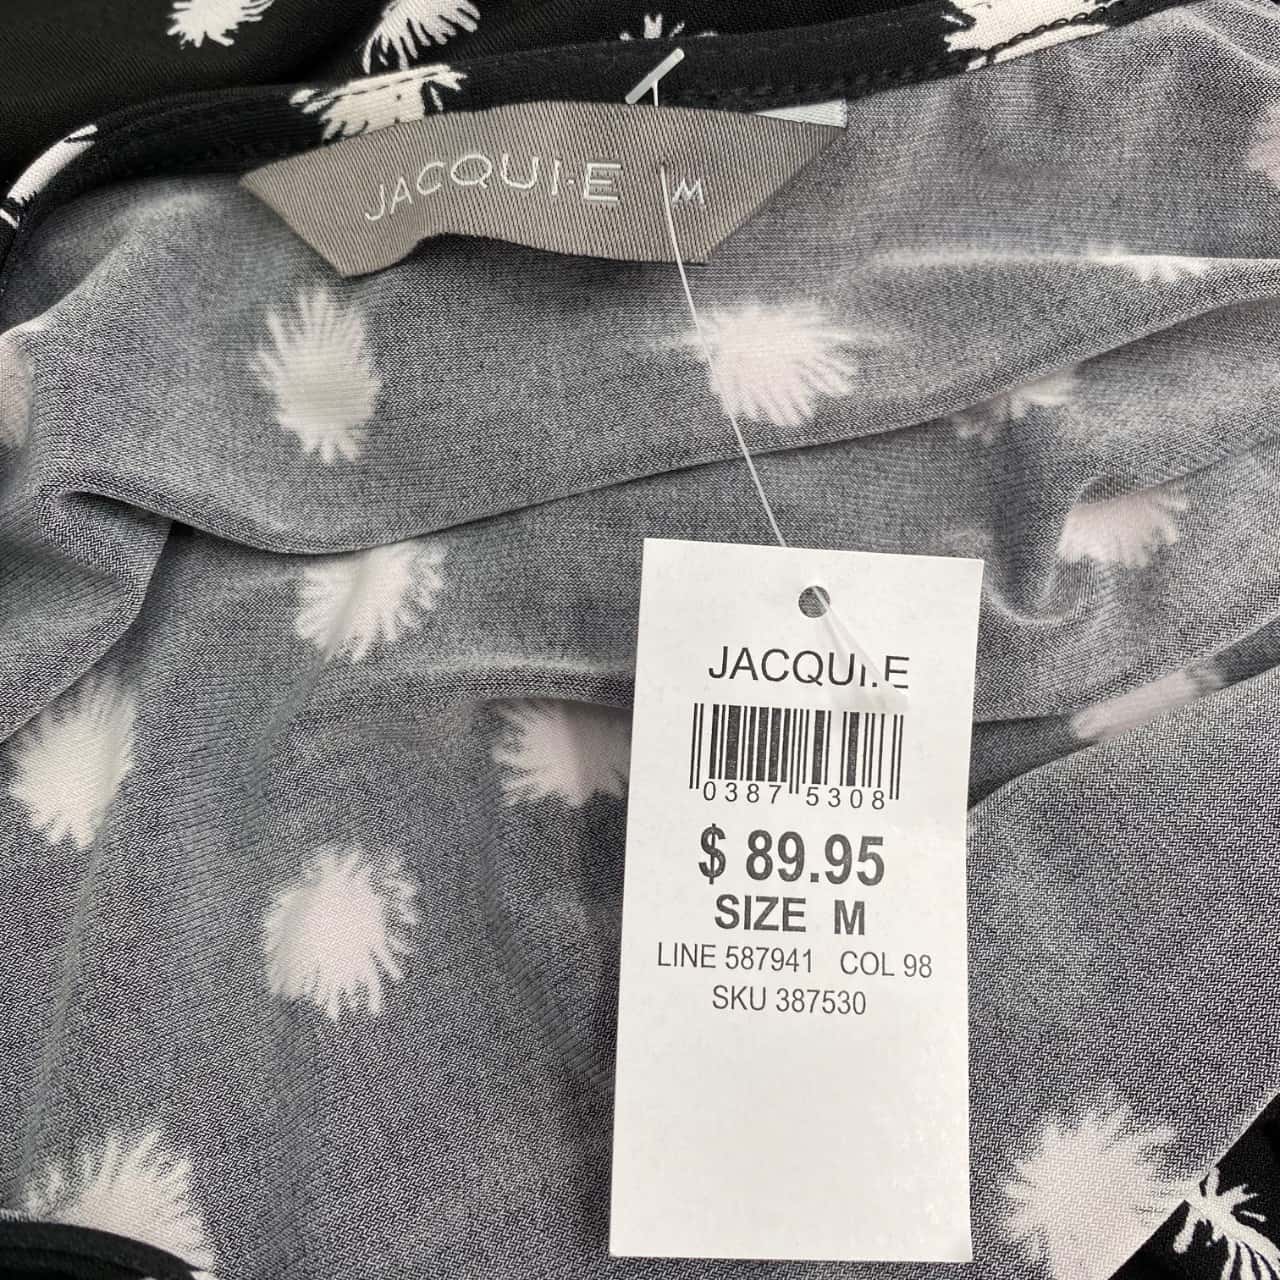 JACQUI·E M
JACQUI.E
0387 5308
$ 89.95
SIZE M
LINE 587941 COL 98
SKU 387530